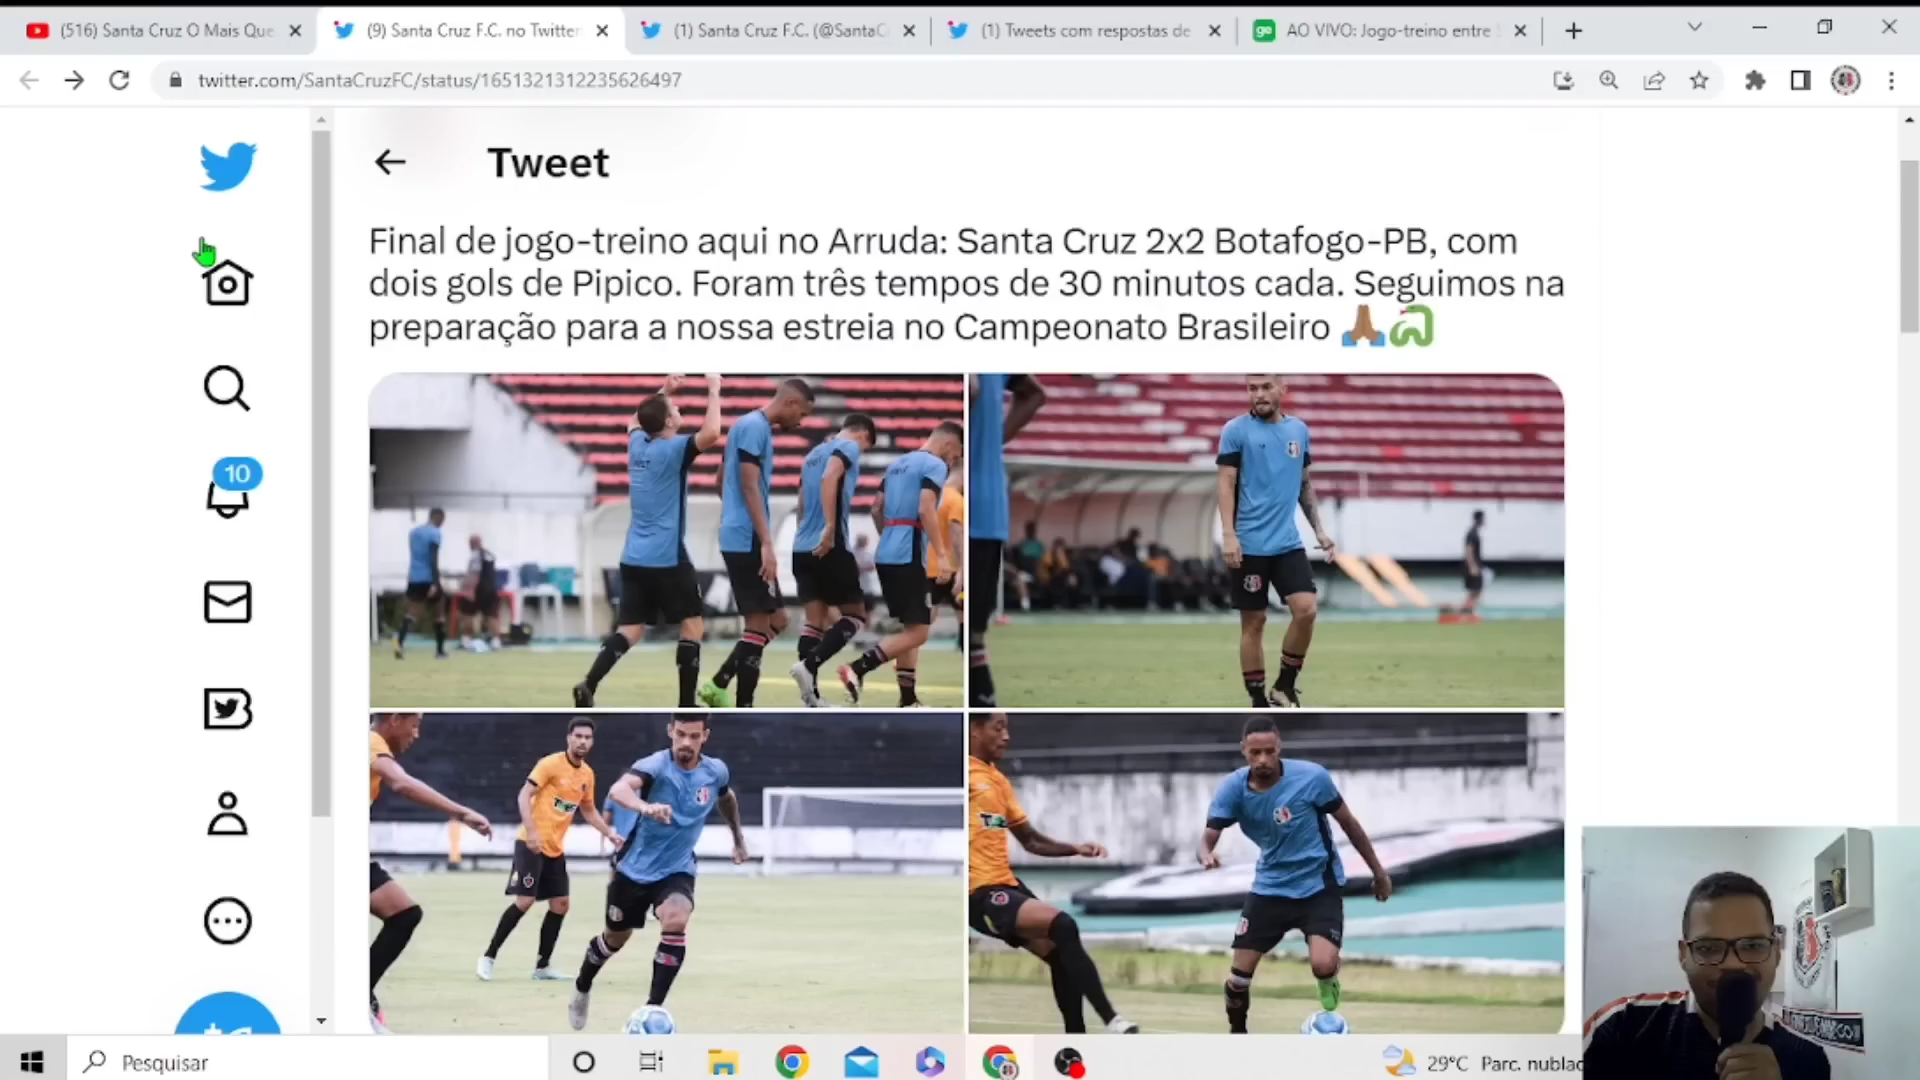 (516) Santa Cruz O Mais Que
(9) Santa Cruz F.C. no Twitter
(1) Santa Cruz F.C. (@SantaC
(1) Tweets com respostas de
ge
AO VIVO: Jogo-treino entre
twitter.com/SantaCruzFC/status/1651321312235626497
Tweet
Final de jogo-treino aqui no Arruda: Santa Cruz 2x2 Botafogo-PB, com
dois gols de Pipico. Foram três tempos de 30 minutos cada. Seguimos na
preparação para a nossa estreia no Campeonato Brasileiro 🙏🏾🐍
10
Pesquisar
29°C Parc. nublad